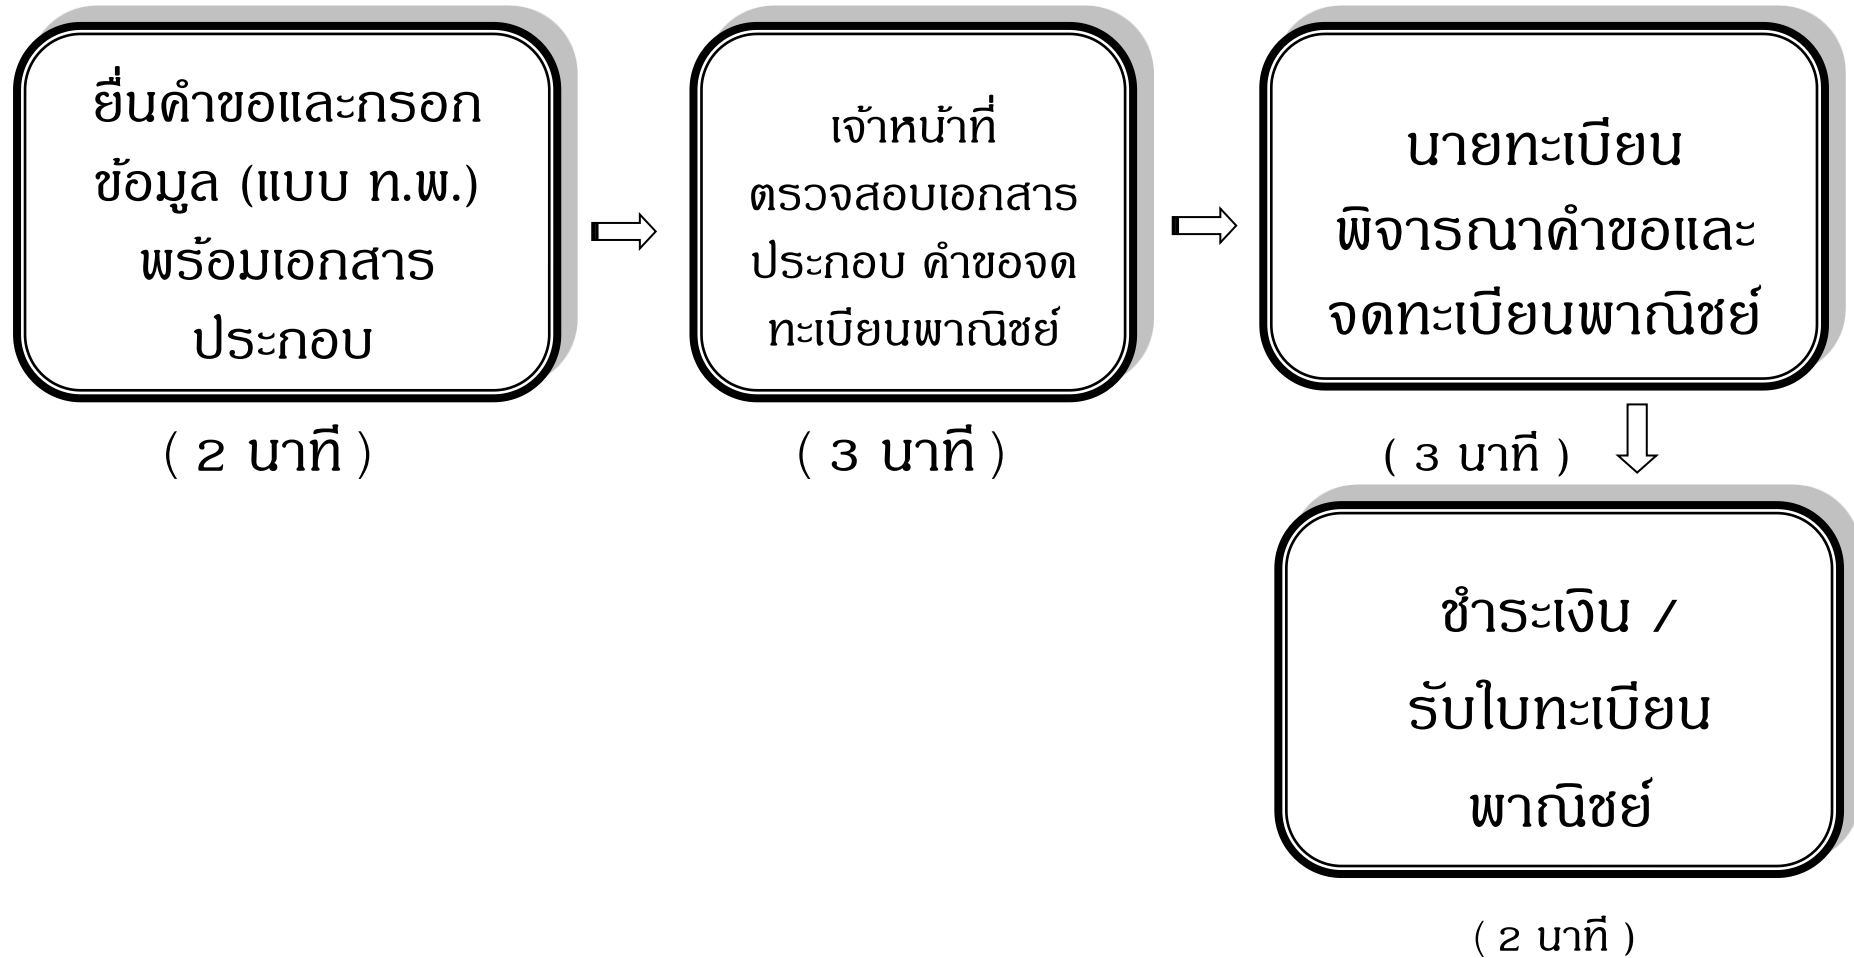 ยื่นคำขอและกรอก
ข้อมูล (แบบ ท.พ.)
พร้อมเอกสาร
ประกอบ
( 2 นาที )
เจ้าหน้าที่
ตรวจสอบเอกสาร
ประกอบ คำขอจด
ทะเบียนพาณิชย์
( 3 นาที )
นายทะเบียน
พิจารณาคำขอและ
จดทะเบียนพาณิชย์
( 3 นาที )
ชำระเงิน /
รับใบทะเบียน
พาณิชย์
( 2 นาที )